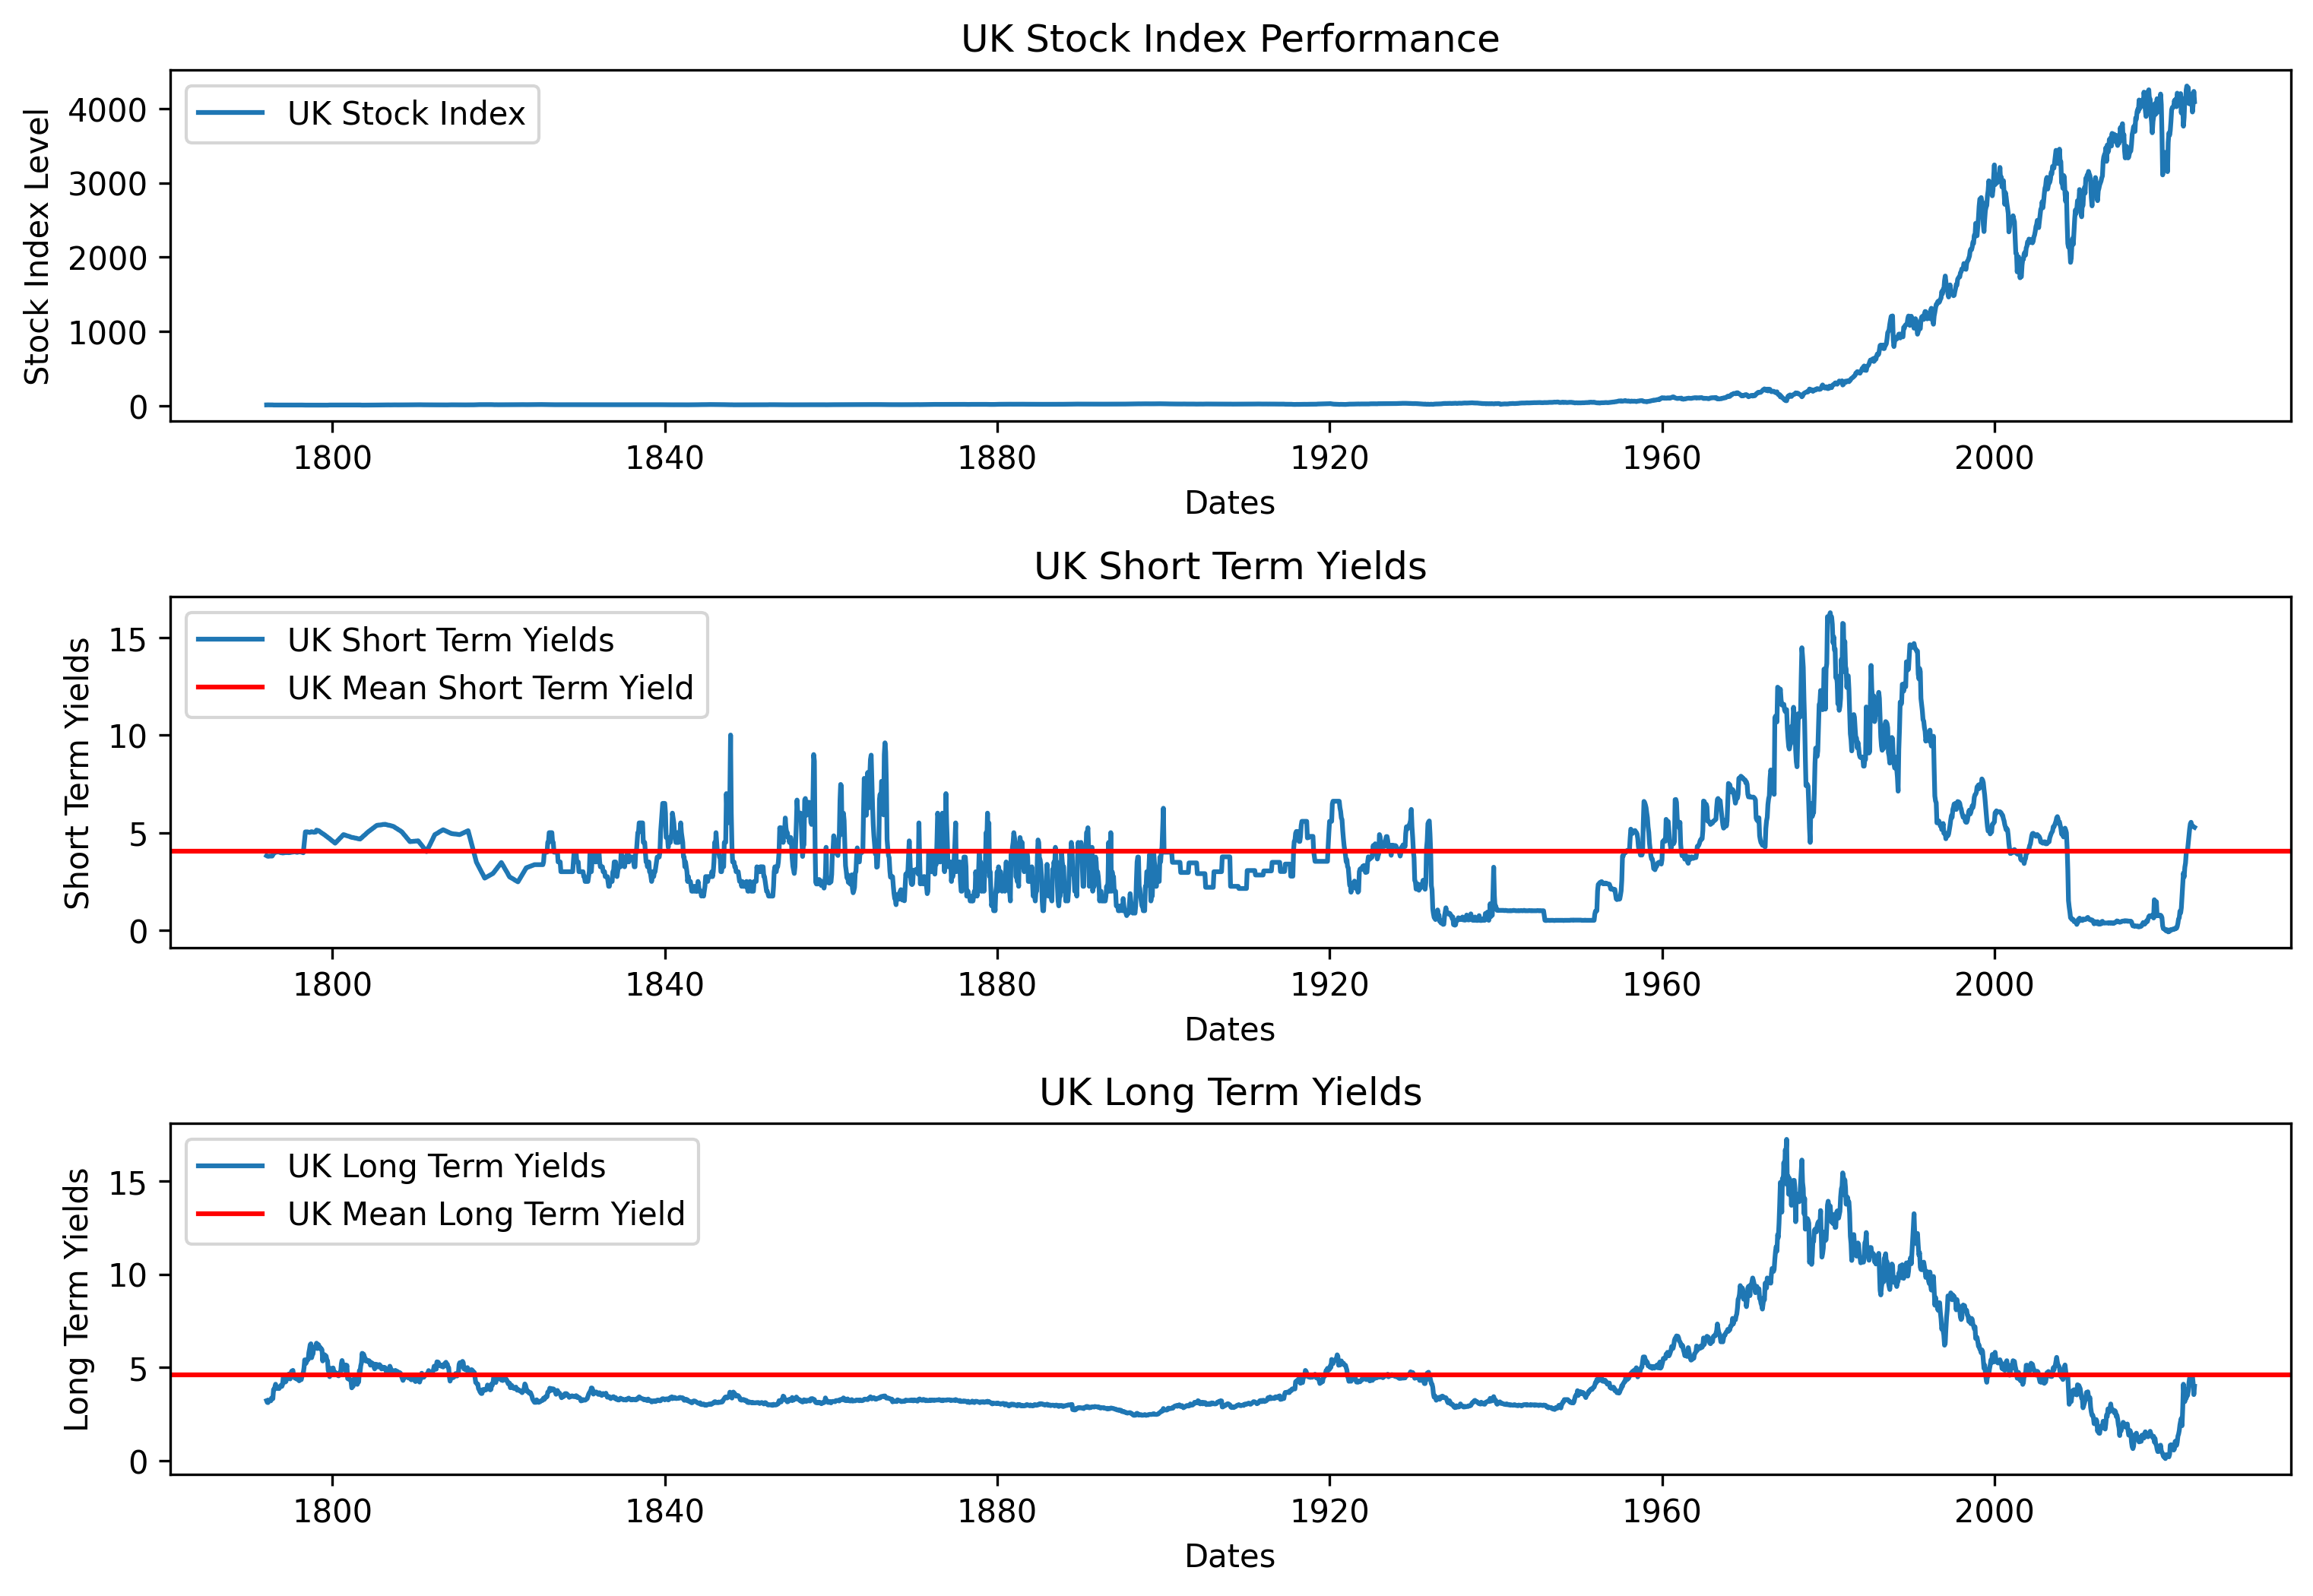 UK Stock Index Performance
UK Stock Index
Stock Index Level
4000
3000
2000
1000
0
1800 1840 1880 1920 1960 2000
Dates
UK Short Term Yields
UK Short Term Yields
UK Mean Short Term Yield
Short Term Yields
15
10
5
0
1800 1840 1880 1920 1960 2000
Dates
UK Long Term Yields
UK Long Term Yields
UK Mean Long Term Yield
Long Term Yields
15
10
5
0
1800 1840 1880 1920 1960 2000
Dates